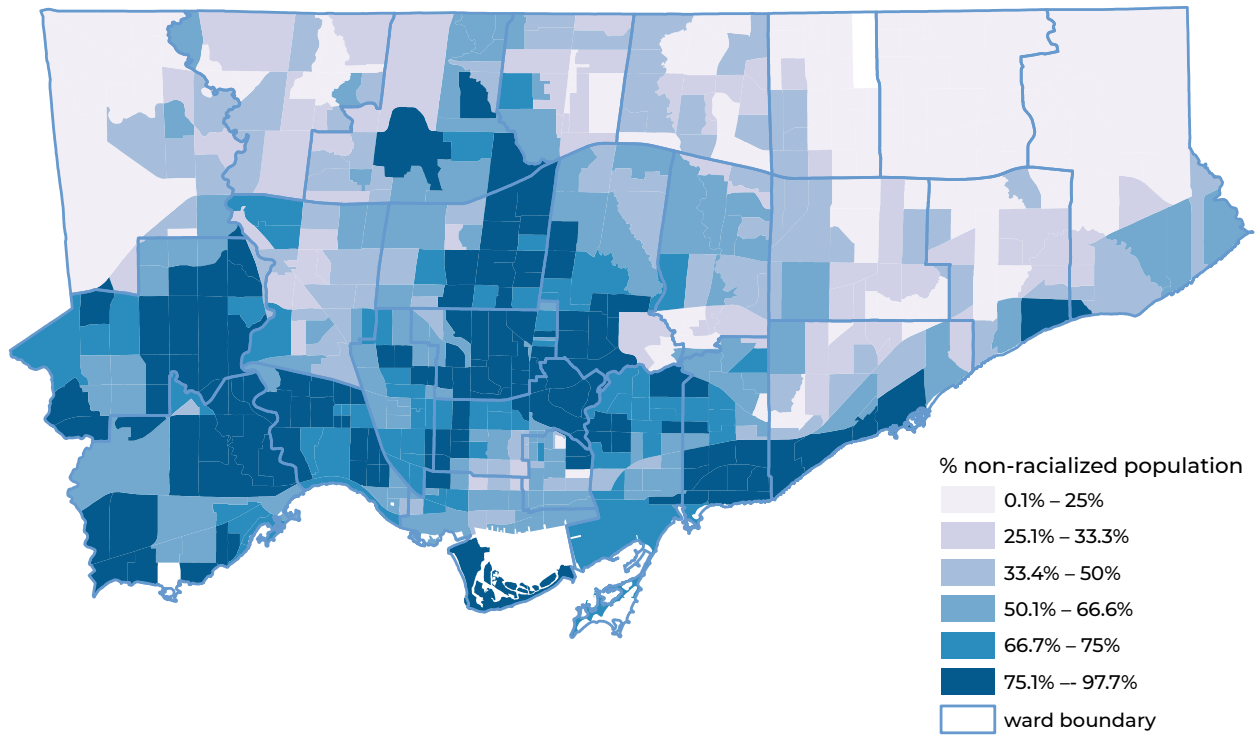 % non-racialized population
0.1% – 25%
25.1% – 33.3%
33.4% – 50%
50.1% – 66.6%
66.7% – 75%
75.1% –- 97.7%
ward boundary